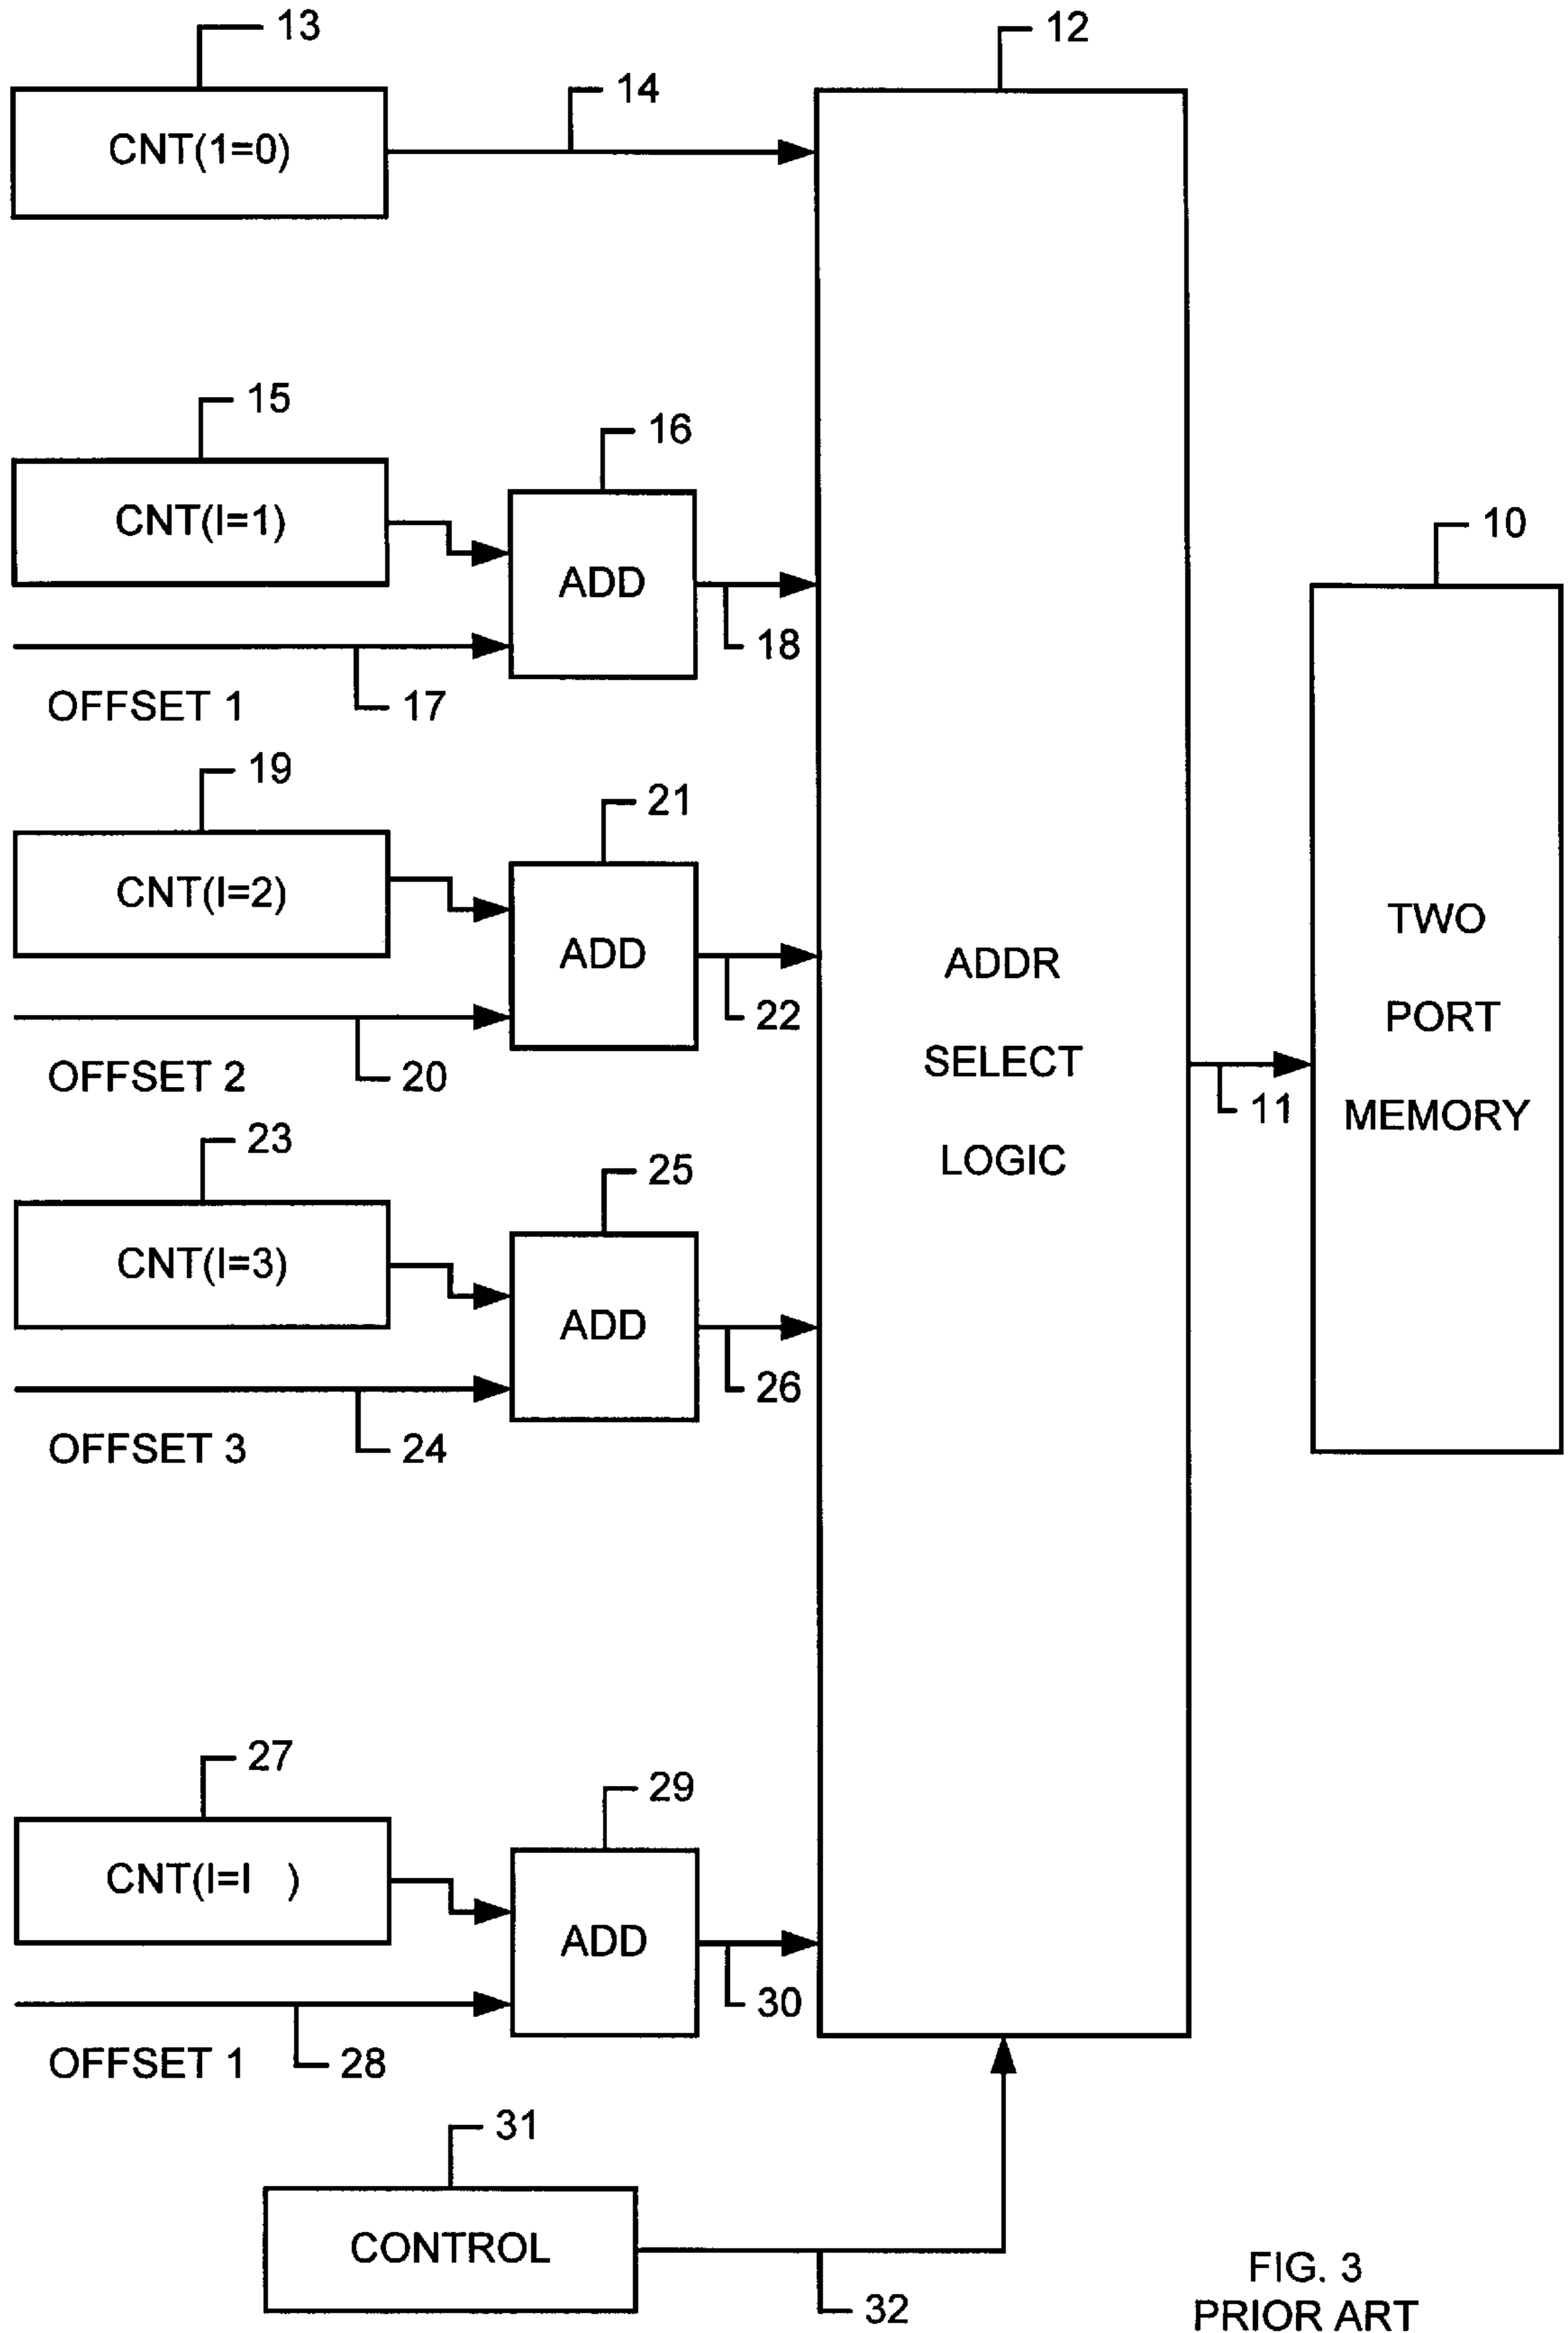 13
12
14
CNT(1=0)
15
16
CNT(I=1)
ADD
10
18
OFFSET 1
17
19
21
CNT(I=2)
ADD
TWO
ADDR
22
PORT
OFFSET 2
20
SELECT
11
MEMORY
23
25
LOGIC
CNT(I=3)
ADD
26
OFFSET 3
24
27
29
CNT(I=I )
ADD
30
OFFSET 1
28
31
CONTROL
32
FIG. 3
PRIOR ART